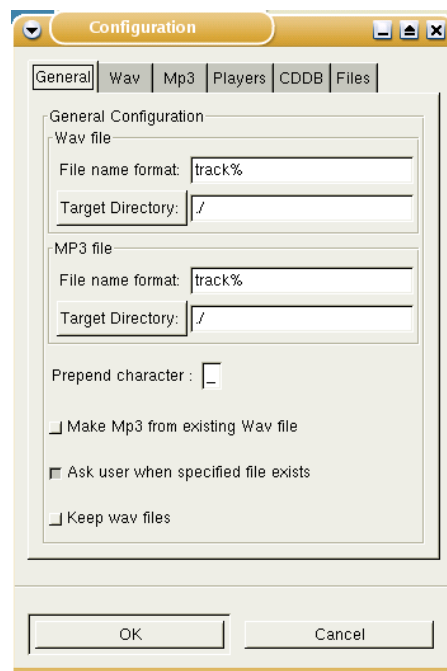 Configuration
General Wav Mp3 Players CDDB Files
General Configuration
Wav file
File name format: track%
Target Directory: ./
MP3 file
File name format: track%
Target Directory: ./
Prepend character : _
Make Mp3 from existing Wav file
Ask user when specified file exists
Keep wav files
OK Cancel